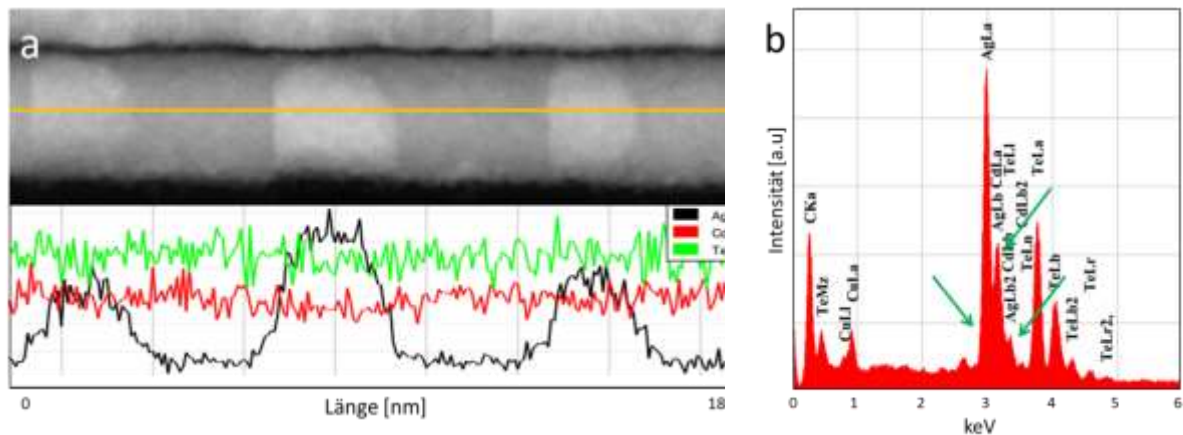 a
Ag
Te
0
Länge [nm]
18
b
Intensität [a.u]
CKa
TeMz
CuLl
CuLa
AgLa
AgLb CdLa
TeLl
AgLb2 CdLb
CdLb2
TeLn
TeLa
TeLb
TeLb2
TeLr
TeLr2,
0 1 2 3 4 5 6
keV